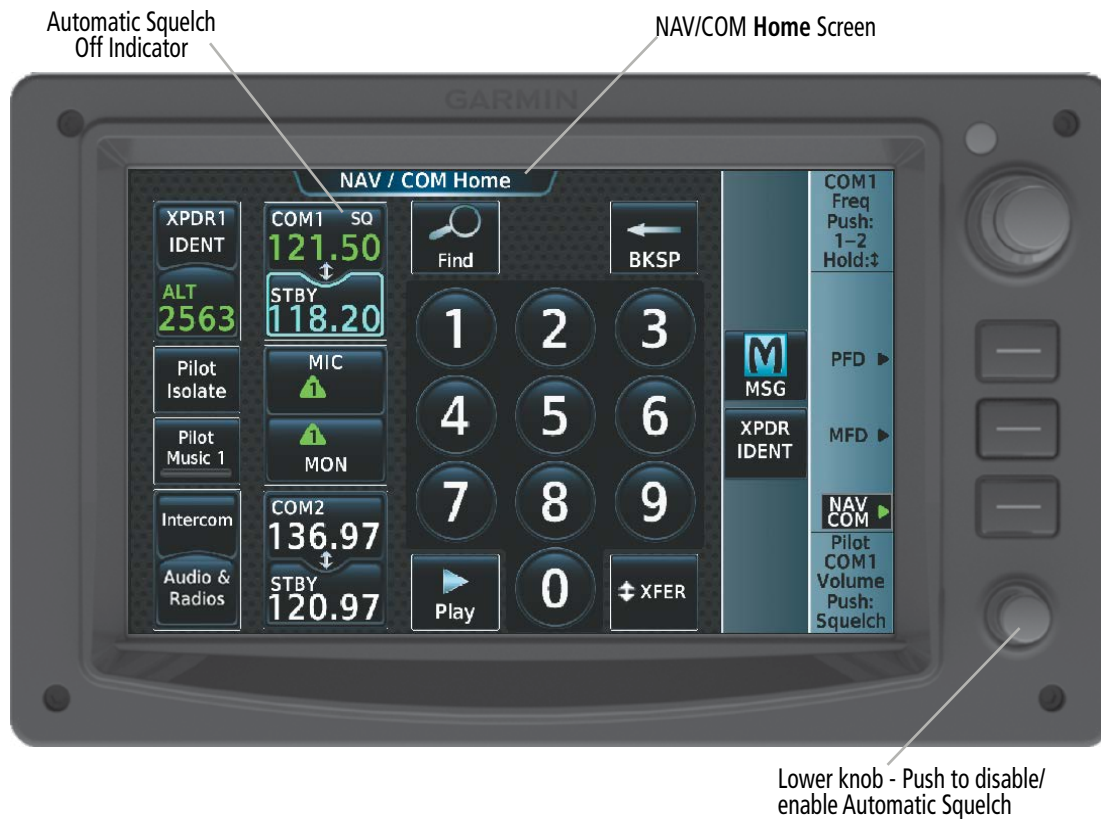 Automatic Squelch
Off Indicator
NAV/COM Home Screen
GARMIN
NAV / COM Home
XPDR1
IDENT
ALT
2563
Pilot
Isolate
Pilot
Music 1
Intercom
Audio &
Radios
COM1 SQ
121.50
STBY
118.20
MIC
1
1
MON
COM2
136.97
STBY
120.97
Find
BKSP
1 2 3
4 5 6
7 8 9
Play
0
XFER
MSG
XPDR
IDENT
COM1
Freq
Push:
1–2
Hold:↕
PFD
MFD
NAV
COM
Pilot
COM1
Volume
Push:
Squelch
Lower knob - Push to disable/
enable Automatic Squelch